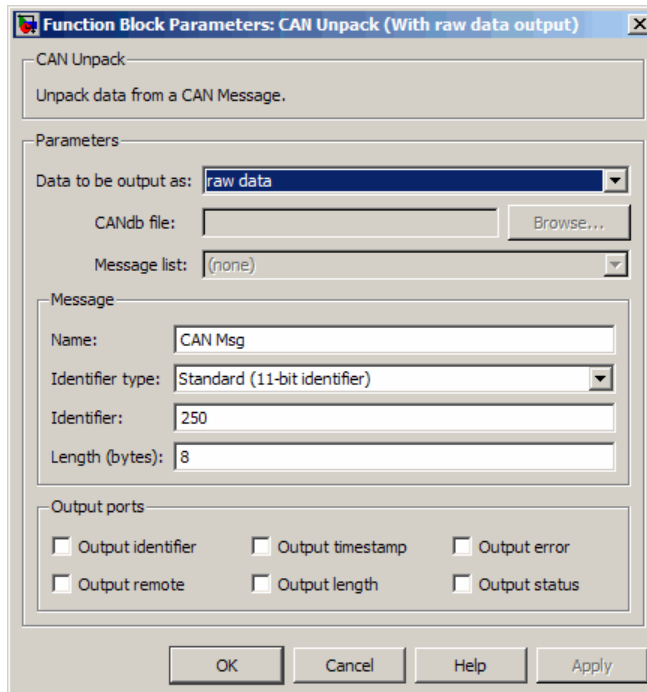 Function Block Parameters: CAN Unpack (With raw data output)
CAN Unpack
Unpack data from a CAN Message.
Parameters
Data to be output as: raw data
CANdb file: Browse...
Message list: (none)
Message
Name: CAN Msg
Identifier type: Standard (11-bit identifier)
Identifier: 250
Length (bytes): 8
Output ports
Output identifier Output timestamp Output error
Output remote Output length Output status
OK Cancel Help Apply